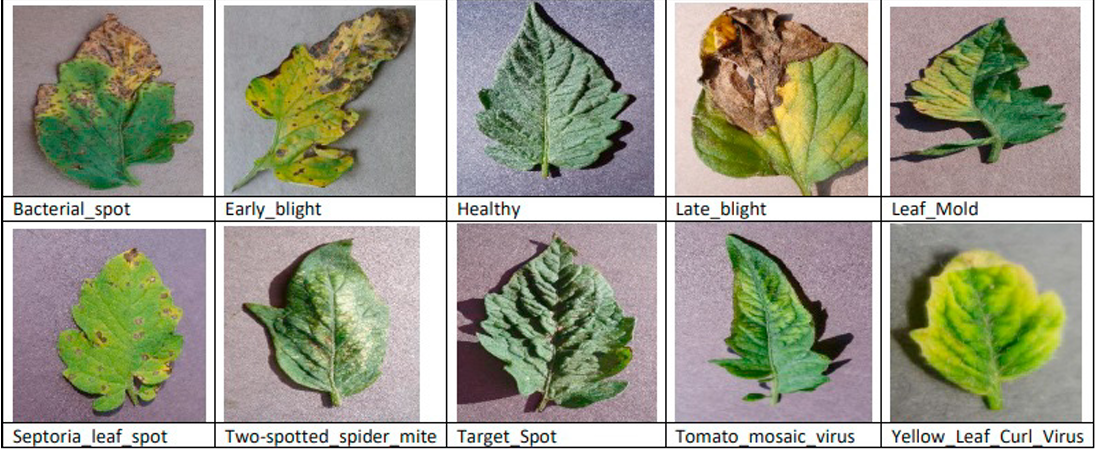 Bacterial_spot
Early_blight
Healthy
Late_blight
Leaf_Mold
Septoria_leaf_spot
Two-spotted_spider_mite
Target_Spot
Tomato_mosaic_virus
Yellow_Leaf_Curl_Virus